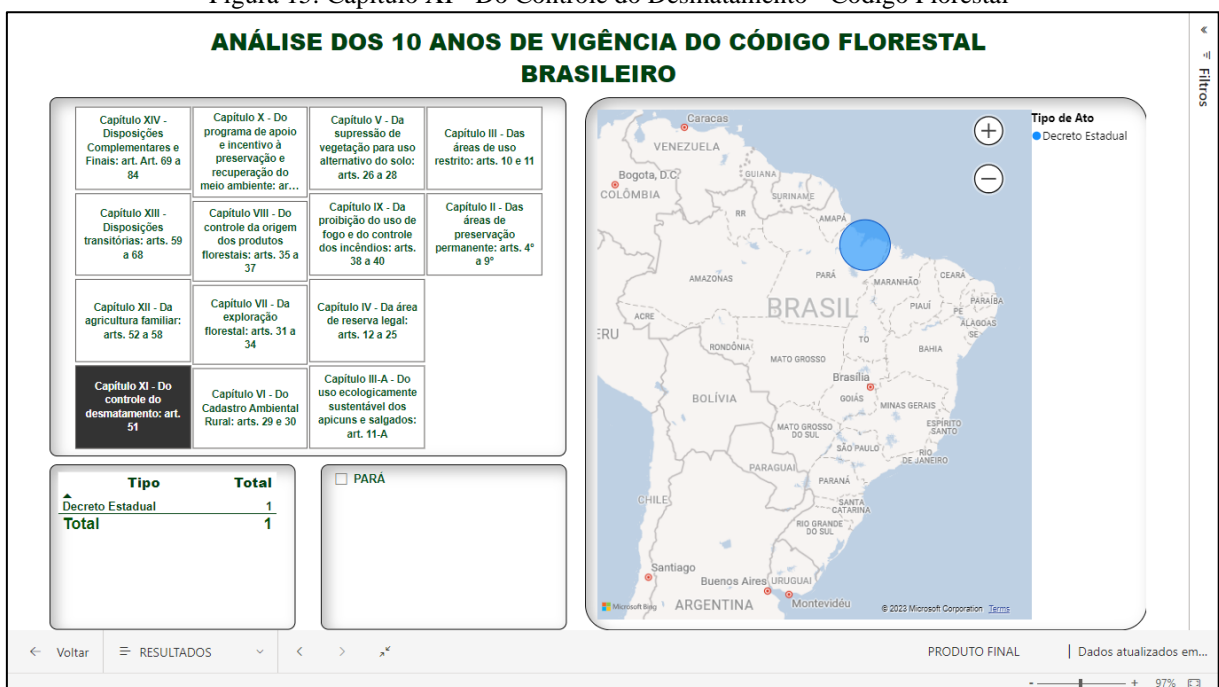 Figura 13: Capítulo XI - Do Controle do Desmatamento - Código Florestal
ANÁLISE DOS 10 ANOS DE VIGÊNCIA DO CÓDIGO FLORESTAL
BRASILEIRO
Filtros
Capítulo XIV -
Disposições
Complementares e
Finais: art. Art. 69 a
84
Capítulo X - Do
programa de apoio
e incentivo à
preservação e
recuperação do
meio ambiente: ar...
Capítulo V - Da
supressão de
vegetação para uso
alternativo do solo:
arts. 26 a 28
Capítulo III - Das
áreas de uso
restrito: arts. 10 e 11
Capítulo XIII -
Disposições
transitórias: arts. 59
a 68
Capítulo VIII - Do
controle da origem
dos produtos
florestais: arts. 35 a
37
Capítulo IX - Da
proibição do uso de
fogo e do controle
dos incêndios: arts.
38 a 40
Capítulo II - Das
áreas de
preservação
permanente: arts. 4º
a 9º
Capítulo XII - Da
agricultura familiar:
arts. 52 a 58
Capítulo VII - Da
exploração
florestal: arts. 31 a
34
Capítulo IV - Da área
de reserva legal:
arts. 12 a 25
Capítulo XI - Do
controle do
desmatamento: art.
51
Capítulo VI - Do
Cadastro Ambiental
Rural: arts. 29 e 30
Capítulo III-A - Do
uso ecologicamente
sustentável dos
apicuns e salgados:
art. 11-A
Tipo Total
Decreto Estadual 1
Total 1
PARÁ
Tipo de Ato
Decreto Estadual
Caracas
VENEZUELA
Bogota, D.C.
GUIANA
COLÔMBIA
SURINAME
RR
AMAPÁ
AMAZONAS
PARÁ
MARANHÃO
CEARÁ
PARAÍBA
BRASIL
PIAUÍ
PE
ACRE
ALAGOAS
ERU
SE
RONDÔNIA
TO
BAHIA
MATO GROSSO
Brasília
BOLÍVIA
GOIÁS
MINAS GERAIS
MATO GROSSO
DO SUL
ESPÍRITO
SANTO
SÃO PAULO
RIO
DE JANEIRO
PARAGUAI
PARANÁ
CHILE
SANTA
CATARINA
RIO GRANDE
DO SUL
Santiago
Buenos Aires
URUGUAI
Montevidéu
ARGENTINA
Microsoft Bing
© 2023 Microsoft Corporation Terms
Voltar
RESULTADOS
PRODUTO FINAL
Dados atualizados em...
- + 97%